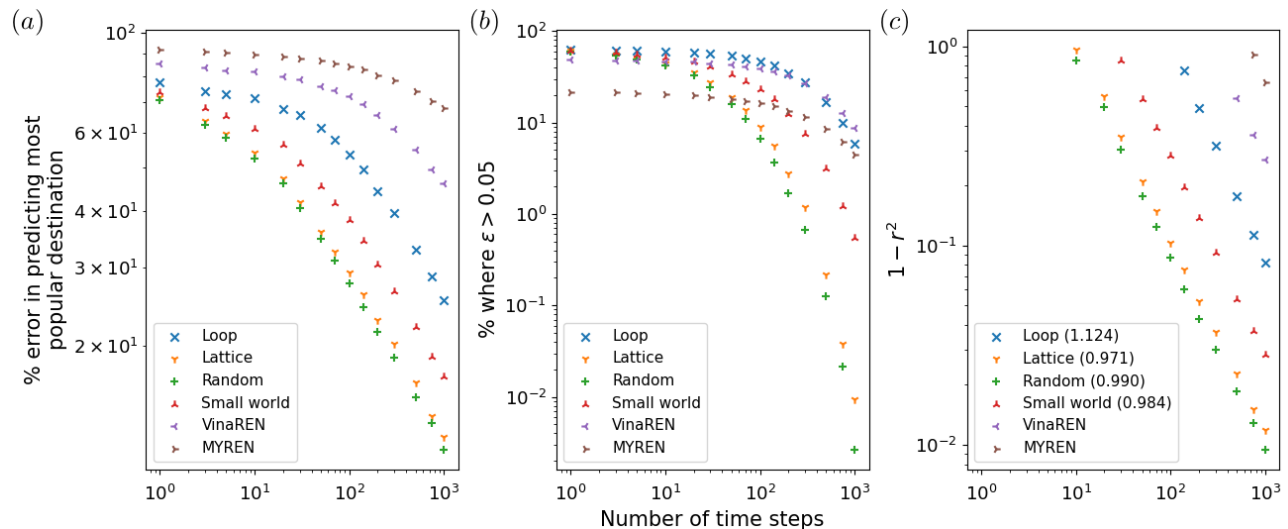 (a)
% error in predicting most
popular destination
10²
6 × 10¹
4 × 10¹
3 × 10¹
2 × 10¹
Loop
Lattice
Random
Small world
VinaREN
MYREN
10⁰ 10¹ 10² 10³
(b)
% where ε > 0.05
10²
10¹
10⁰
10⁻¹
10⁻²
Loop
Lattice
Random
Small world
VinaREN
MYREN
10⁰ 10¹ 10² 10³
Number of time steps
(c)
1 − r²
10⁰
10⁻¹
10⁻²
Loop (1.124)
Lattice (0.971)
Random (0.990)
Small world (0.984)
VinaREN
MYREN
10⁰ 10¹ 10² 10³